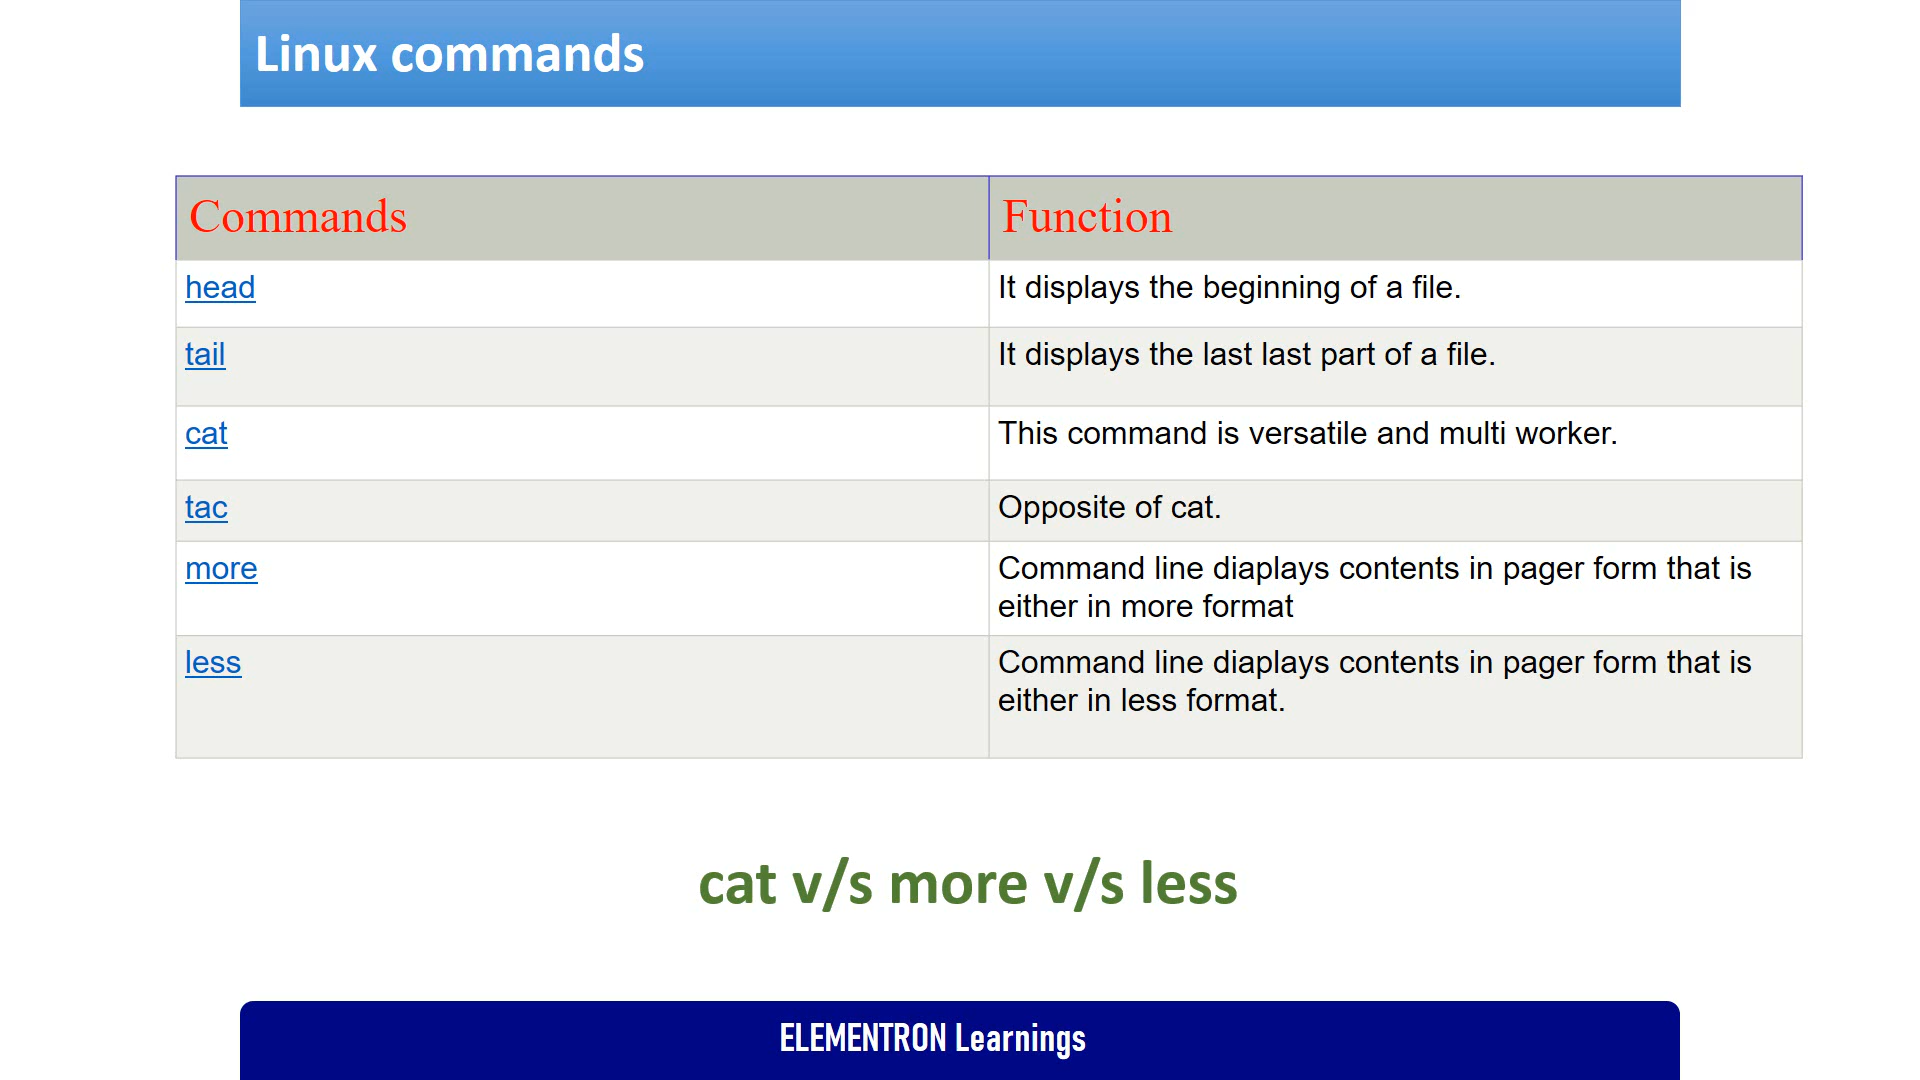 Linux commands
Commands
Function
head
It displays the beginning of a file.
tail
It displays the last last part of a file.
cat
This command is versatile and multi worker.
tac
Opposite of cat.
more
Command line diaplays contents in pager form that is
either in more format
less
Command line diaplays contents in pager form that is
either in less format.
cat v/s more v/s less
ELEMENTRON Learnings